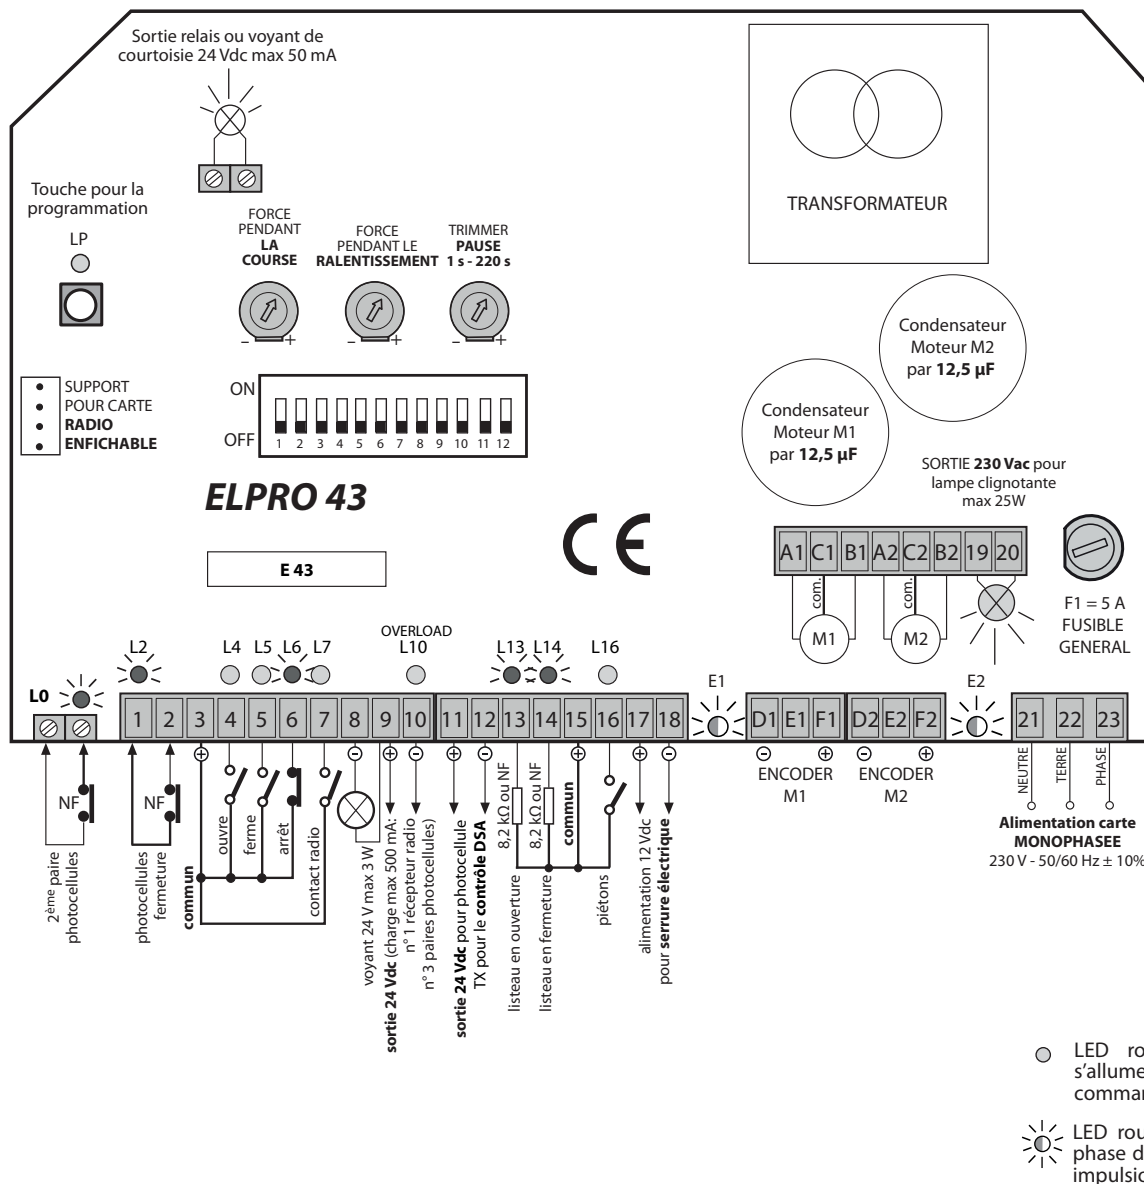 Sortie relais ou voyant de
courtoisie 24 Vdc max 50 mA
Touche pour la
programmation
LP
FORCE
PENDANT
LA
COURSE
- +
FORCE
PENDANT LE
RALENTISSEMENT
- +
TRIMMER
PAUSE
1 s - 220 s
- +
TRANSFORMATEUR
Condensateur
Moteur M2
par 12,5 µF
Condensateur
Moteur M1
par 12,5 µF
SUPPORT
POUR CARTE
RADIO
ENFICHABLE
ON
OFF
1 2 3 4 5 6 7 8 9 10 11 12
ELPRO 43
E 43
CE
SORTIE 230 Vac pour
lampe clignotante
max 25W
A1 C1 B1 A2 C2 B2 19 20
com.
com.
M1
M2
F1 = 5 A
FUSIBLE
GENERAL
L0
L2
L4
L5
L6
L7
OVERLOAD
L10
L13
L14
L16
E1
E2
1 2 3 4 5 6 7 8 9 10 11 12 13 14 15 16 17 18
D1 E1 F1 D2 E2 F2
21 22 23
- +
ENCODER
M1
- +
ENCODER
M2
NEUTRE
TERRE
PHASE
Alimentation carte
MONOPHASEE
230 V - 50/60 Hz ± 10%
NF
2ème paire
photocellules
NF
photocellules
fermeture
+
commun
ouvre
ferme
arrêt
contact radio
-
voyant 24 V max 3 W
+
-
sortie 24 Vdc (charge max 500 mA:
n° 1 récepteur radio
n° 3 paires photocellules)
+
sortie 24 Vdc pour photocellule
-
TX pour le contrôle DSA
8,2 kΩ ou NF
listeau en ouverture
8,2 kΩ ou NF
listeau en fermeture
+
commun
piétons
+
-
alimentation 12 Vdc
pour serrure électrique
LED ro
s'allume
comma
LED rou
phase d
impulsio